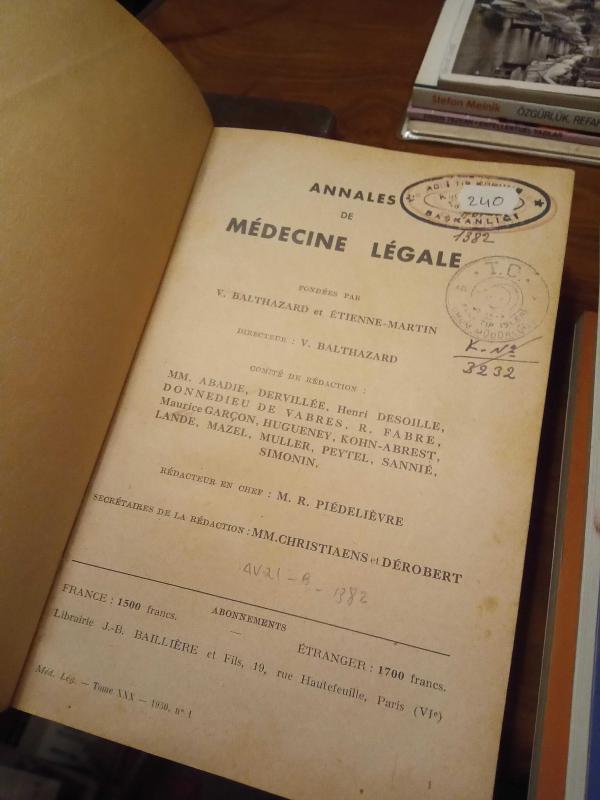 Stefan Melnik
ÖZGÜRLÜK, REFAH
ANNALES
DE
MÉDECINE LÉGALE
240
BAŞKANLIĞI
1382
T.C.
K. No
3232
FONDÉES PAR
V. BALTHAZARD et ÉTIENNE-MARTIN
DIRECTEUR : V. BALTHAZARD
COMITÉ DE RÉDACTION :
MM. ABADIE, DERVILLÉE, Henri DESOILLE,
DONNEDIEU DE VABRES, R. FABRE,
Maurice GARÇON, HUGUENEY, KOHN-ABREST,
LANDE, MAZEL, MULLER, PEYTEL, SANNIÉ,
SIMONIN.
RÉDACTEUR EN CHEF : M. R. PIÉDELIÈVRE
SECRÉTAIRES DE LA RÉDACTION : MM. CHRISTIAENS et DÉROBERT
1382
ABONNEMENTS
FRANCE : 1500 francs. ÉTRANGER : 1700 francs.
Librairie J.-B. BAILLIÈRE et Fils, 19, rue Hautefeuille, Paris (VIe)
Méd. Lég. — Tome XXX — 1950, n° 1
1